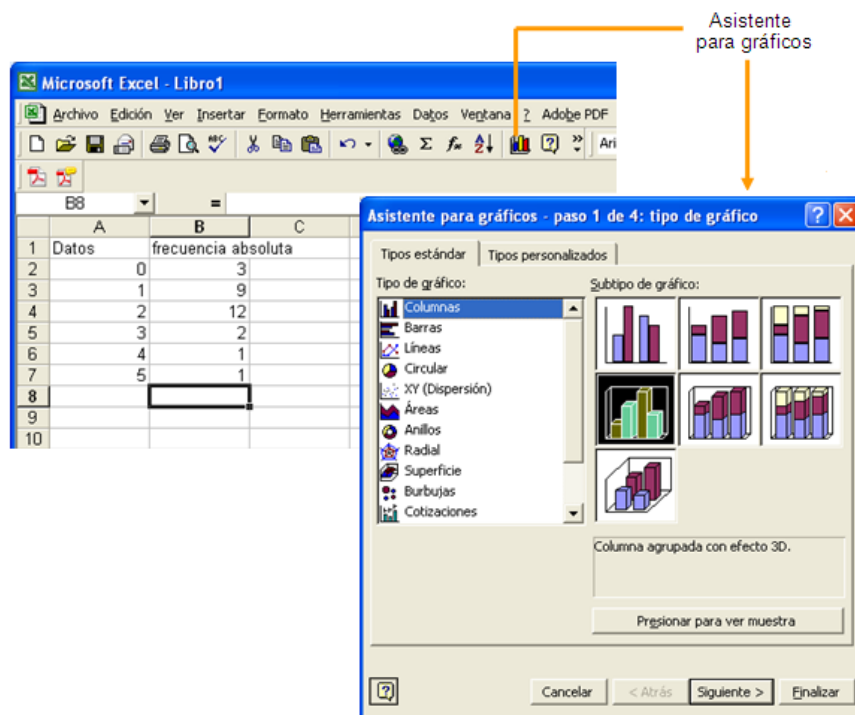 Asistente
para gráficos
Microsoft Excel - Libro1
Archivo Edición Ver Insertar Formato Herramientas Datos Ventana ? Adobe PDF
Ari
B8 =
A B C
1 Datos frecuencia absoluta
2 0 3
3 1 9
4 2 12
5 3 2
6 4 1
7 5 1
8
9
10
Asistente para gráficos - paso 1 de 4: tipo de gráfico
Tipos estándar Tipos personalizados
Tipo de gráfico: Subtipo de gráfico:
Columnas
Barras
Líneas
Circular
XY (Dispersión)
Áreas
Anillos
Radial
Superficie
Burbujas
Cotizaciones
Columna agrupada con efecto 3D.
Presionar para ver muestra
Cancelar < Atrás Siguiente > Finalizar